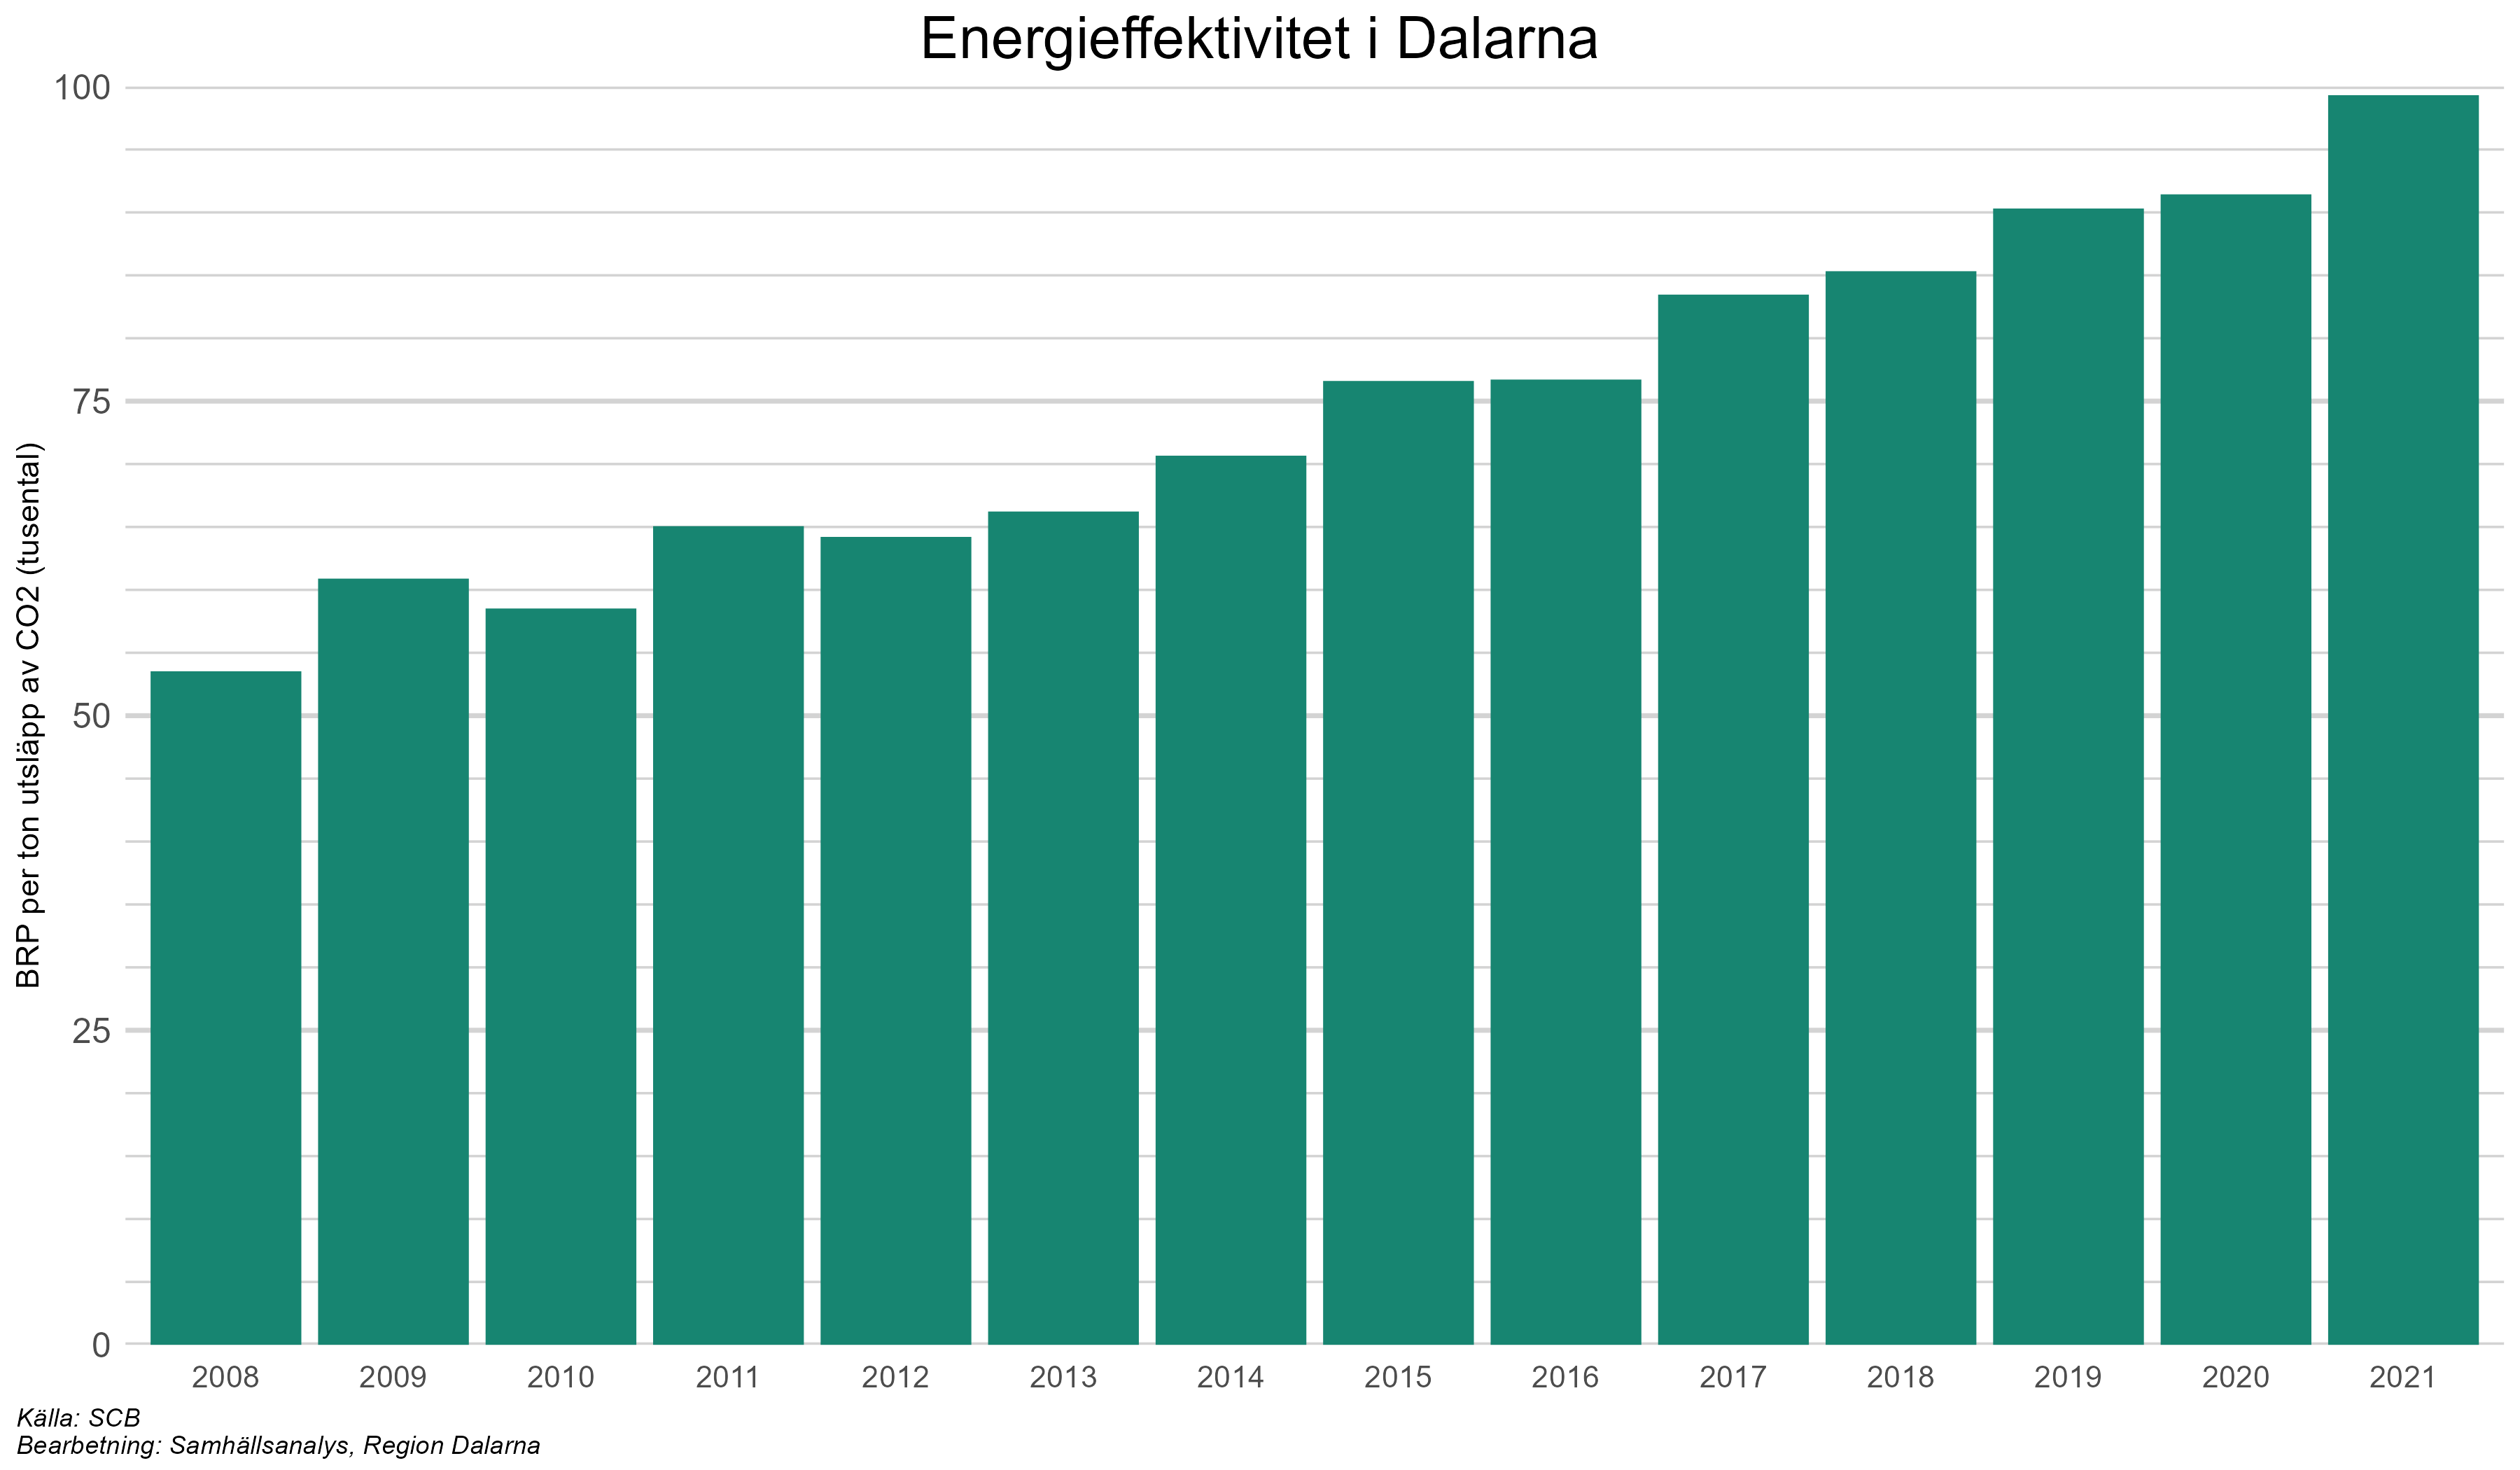 Energieffektivitet i Dalarna
BRP per ton utsläpp av CO2 (tusental)
100
75
50
25
0
2008 2009 2010 2011 2012 2013 2014 2015 2016 2017 2018 2019 2020 2021
Källa: SCB
Bearbetning: Samhällsanalys, Region Dalarna